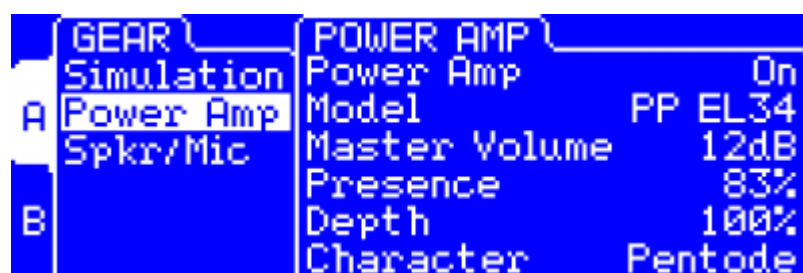 GEAR
Simulation
Power Amp
Spkr/Mic
A
B
POWER AMP
Power Amp On
Model PP EL34
Master Volume 12dB
Presence 83%
Depth 100%
Character Pentode